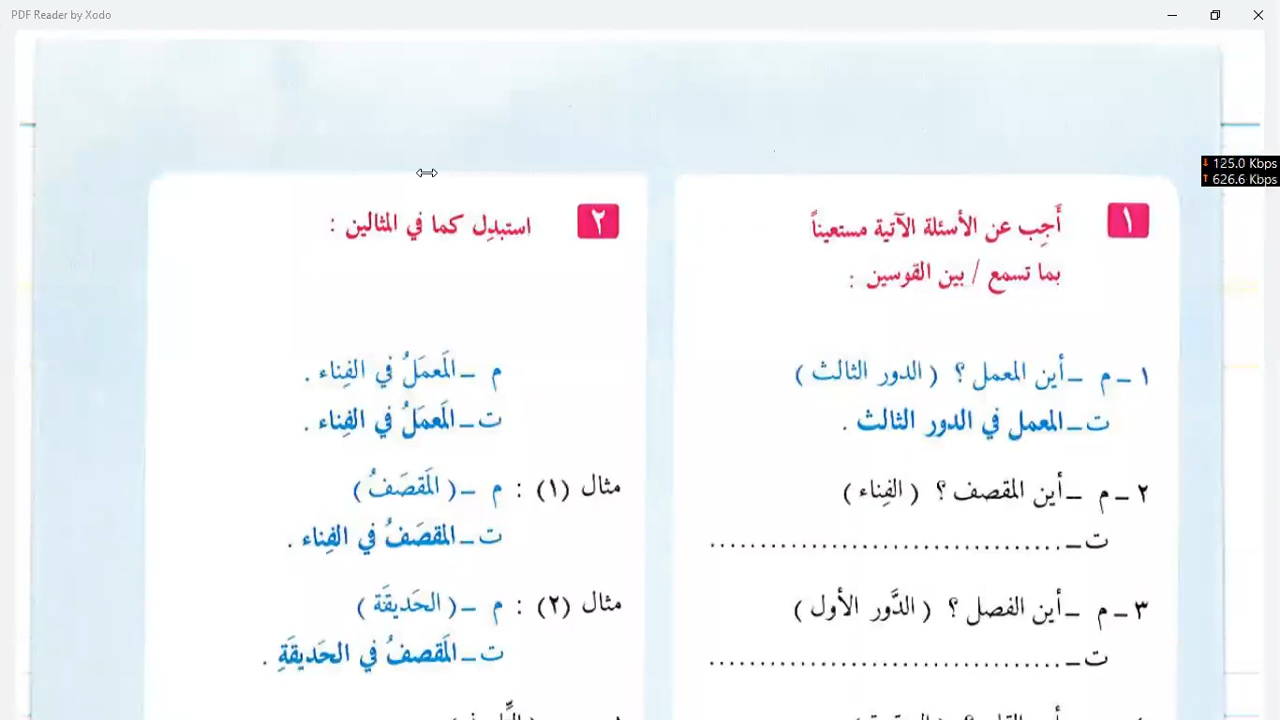 PDF Reader by Xodo
125.0 Kbps
626.6 Kbps
١
أَجِب عن الأسئلة الآتية مستعيناً
بما تسمع / بين القوسين :
١ ـ م ـ أين المعمل ؟ ( الدور الثالث )
ت ـ المعمل في الدور الثالث .
٢ ـ م ـ أين المقصف ؟ ( الفِناء )
ت ـ ....................................
٣ ـ م ـ أين الفصل ؟ ( الدَّور الأول )
ت ـ ....................................
٢
استبدِل كما في المثالين :
م ـ المَعمَلُ في الفِناء .
ت ـ المَعمَلُ في الفِناء .
مثال (١) : م ـ ( المَقصَفُ )
ت ـ المقصَفُ في الفِناء .
مثال (٢) : م ـ ( الحَديقَة )
ت ـ المَقصفُ في الحَديقَةِ .